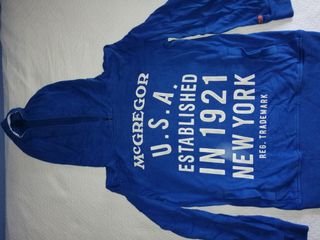 McGREGOR
U.S.A.
ESTABLISHED
IN 1921
NEW YORK
REG. TRADEMARK